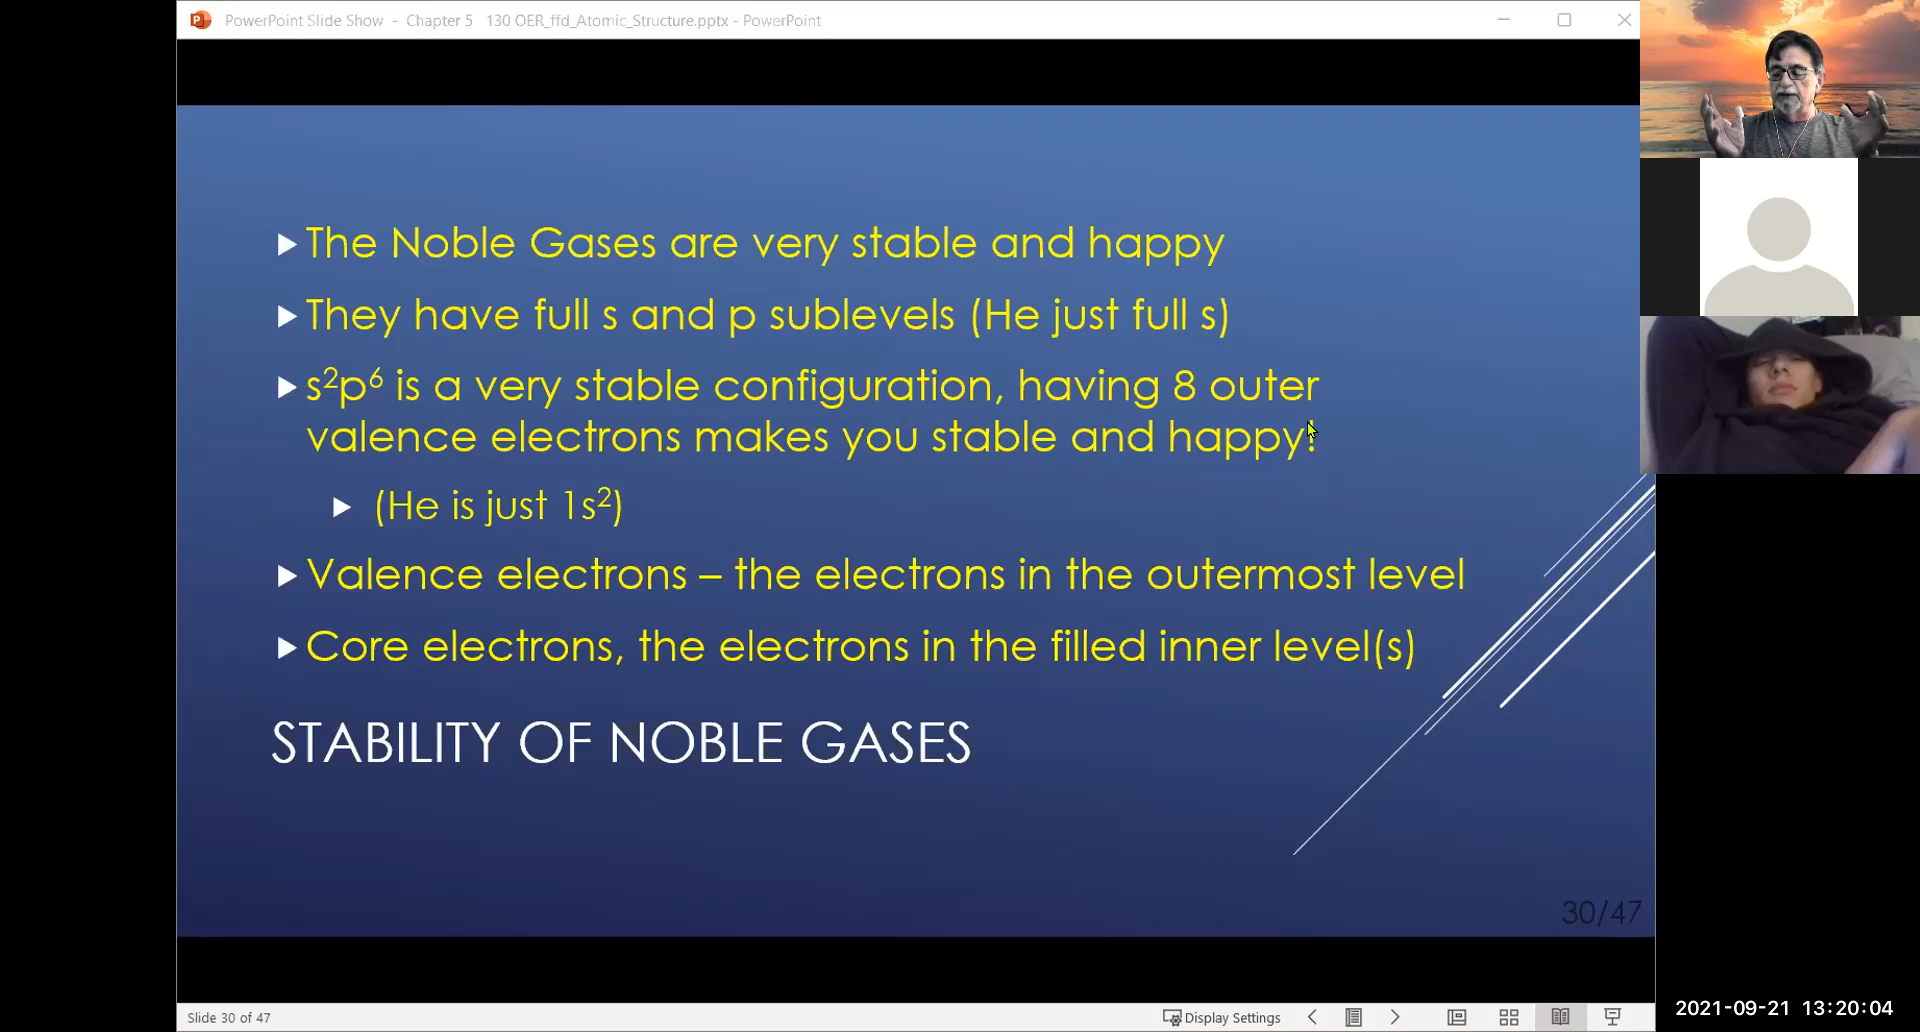 PowerPoint Slide Show - Chapter 5 130 OER_ffd_Atomic_Structure.pptx - PowerPoint
The Noble Gases are very stable and happy
They have full s and p sublevels (He just full s)
s²p⁶ is a very stable configuration, having 8 outer
valence electrons makes you stable and happy!
(He is just 1s²)
Valence electrons – the electrons in the outermost level
Core electrons, the electrons in the filled inner level(s)
STABILITY OF NOBLE GASES
30/47
Slide 30 of 47
Display Settings
2021-09-21 13:20:04